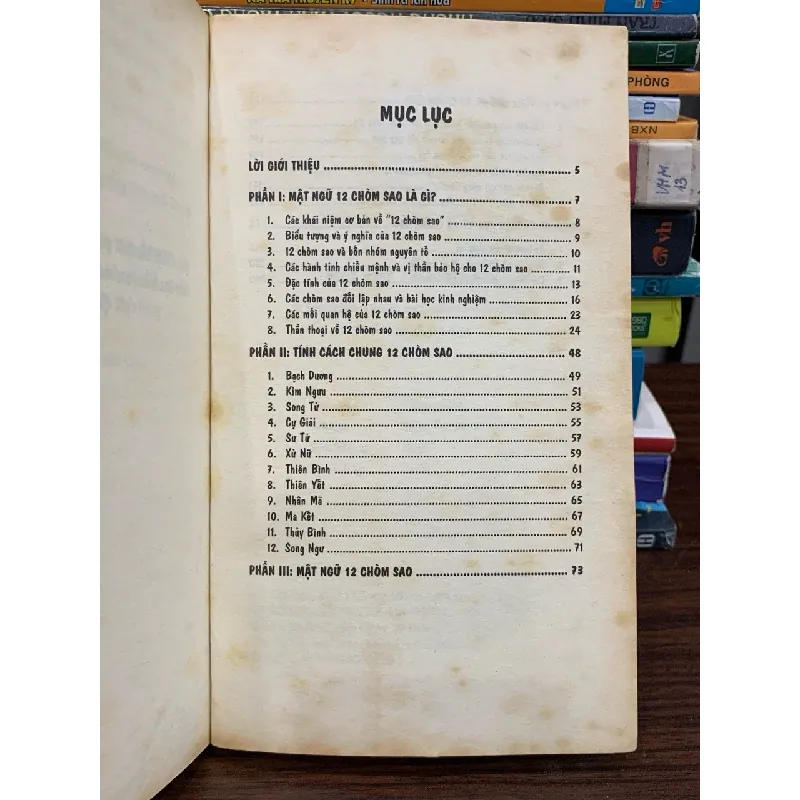 MỤC LỤC
LỜI GIỚI THIỆU 5
PHẦN I: MẬT NGỮ 12 CHÒM SAO LÀ GÌ? 7
1. Các khái niệm cơ bản về "12 chòm sao" 8
2. Biểu tượng và ý nghĩa của 12 chòm sao 9
3. 12 chòm sao và bốn nhóm nguyên tố 10
4. Các hành tinh chiếu mệnh và vị thần bảo hộ cho 12 chòm sao 11
5. Đặc tính của 12 chòm sao 13
6. Các chòm sao đối lập nhau và bài học kinh nghiệm 16
7. Các mối quan hệ của 12 chòm sao 23
8. Thần thoại về 12 chòm sao 24
PHẦN II: TÍNH CÁCH CHUNG 12 CHÒM SAO 48
1. Bạch Dương 49
2. Kim Ngưu 51
3. Song Tử 53
4. Cự Giải 55
5. Sư Tử 57
6. Xử Nữ 59
7. Thiên Bình 61
8. Thiên Yết 63
9. Nhân Mã 65
10. Ma Kết 67
11. Thủy Bình 69
12. Song Ngư 71
PHẦN III: MẬT NGỮ 12 CHÒM SAO 73
PHÒNG
NXB
VHM
13
vh